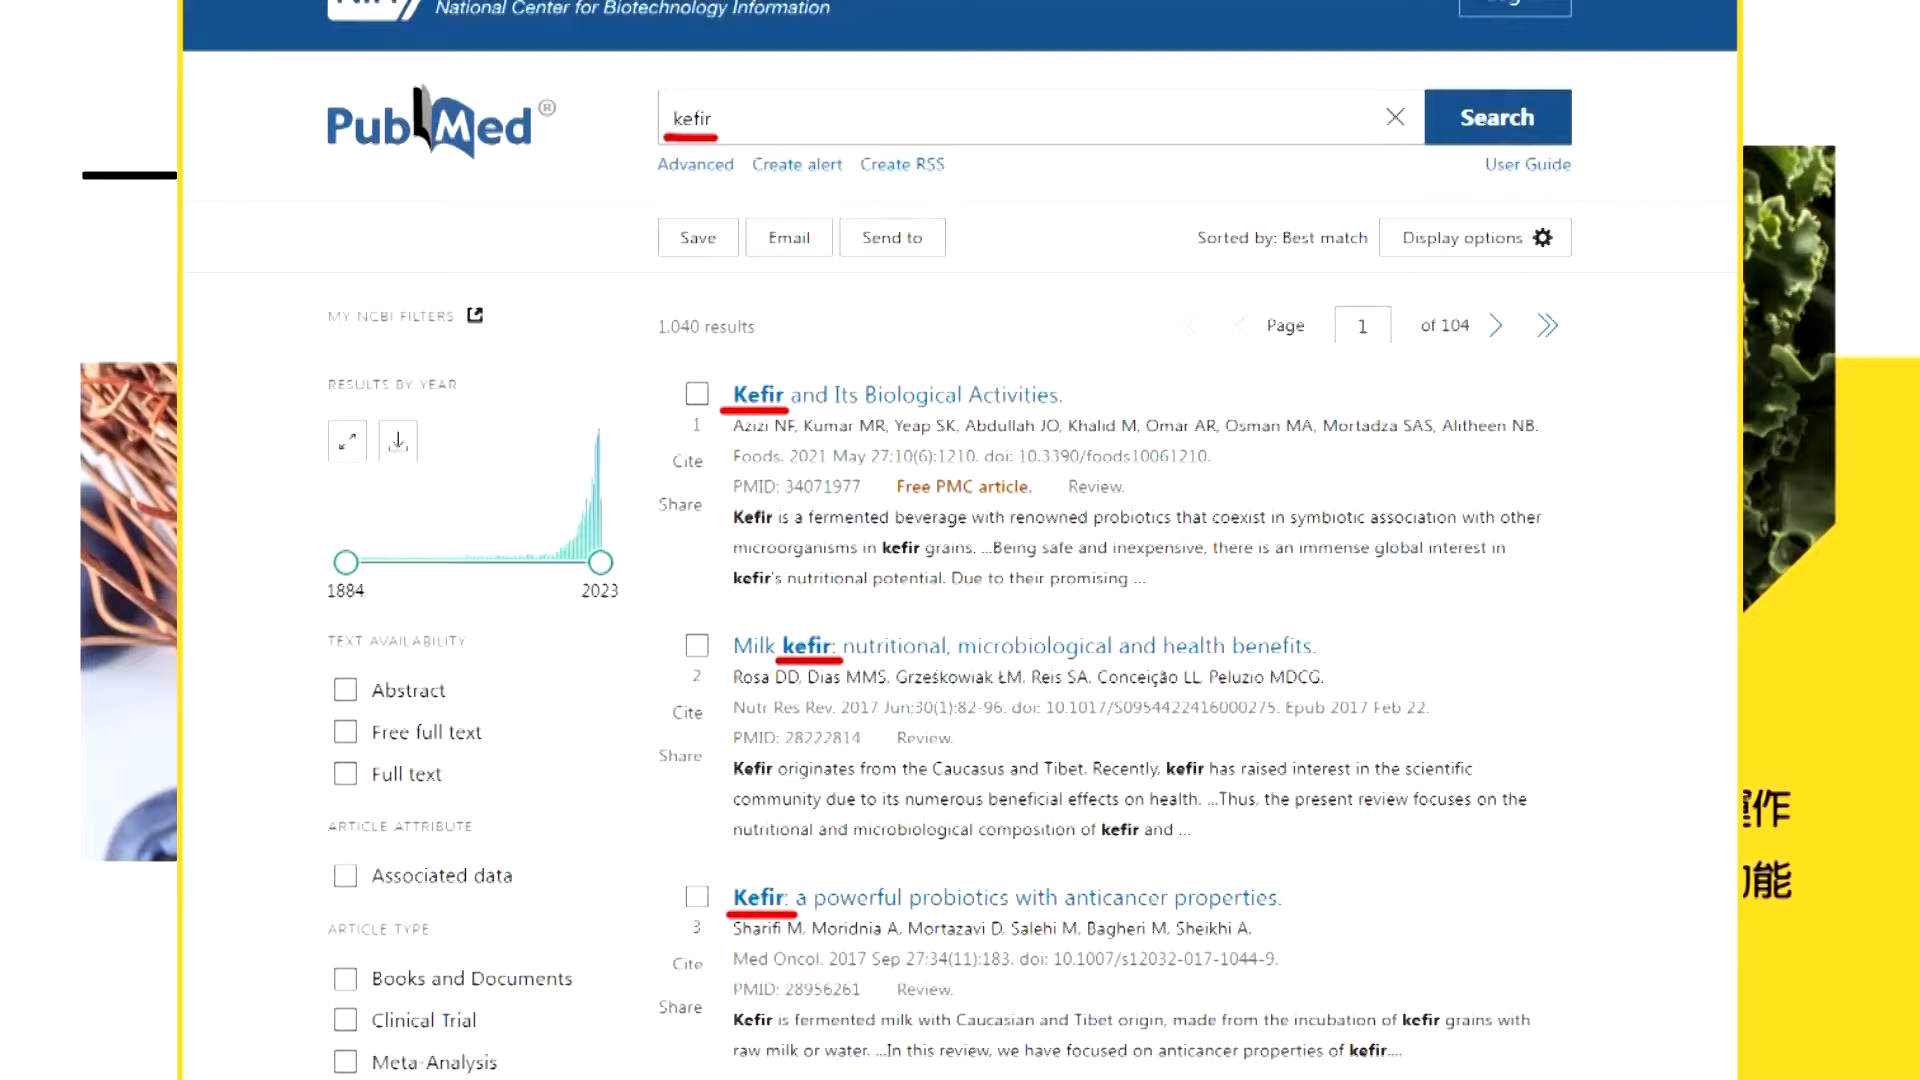 National Center for Biotechnology Information
PubMed®
kefir
Search
Advanced Create alert Create RSS
User Guide
Save Email Send to
Sorted by: Best match
Display options
MY NCBI FILTERS
1,040 results
Page 1 of 104
RESULTS BY YEAR
1884 2023
TEXT AVAILABILITY
Abstract
Free full text
Full text
ARTICLE ATTRIBUTE
Associated data
ARTICLE TYPE
Books and Documents
Clinical Trial
Meta-Analysis
Kefir and Its Biological Activities.
1
Azizi NF, Kumar MR, Yeap SK, Abdullah JO, Khalid M, Omar AR, Osman MA, Mortadza SAS, Alitheen NB.
Cite
Foods. 2021 May 27;10(6):1210. doi: 10.3390/foods10061210.
PMID: 34071977 Free PMC article. Review.
Share
Kefir is a fermented beverage with renowned probiotics that coexist in symbiotic association with other
microorganisms in kefir grains. ...Being safe and inexpensive, there is an immense global interest in
kefir's nutritional potential. Due to their promising ...
Milk kefir: nutritional, microbiological and health benefits.
2
Rosa DD, Dias MMS, Grześkowiak ŁM, Reis SA, Conceição LL, Peluzio MDCG.
Cite
Nutr Res Rev. 2017 Jun;30(1):82-96. doi: 10.1017/S0954422416000275. Epub 2017 Feb 22.
PMID: 28222814 Review.
Share
Kefir originates from the Caucasus and Tibet. Recently, kefir has raised interest in the scientific
community due to its numerous beneficial effects on health. ...Thus, the present review focuses on the
nutritional and microbiological composition of kefir and ...
Kefir: a powerful probiotics with anticancer properties.
3
Sharifi M, Moridnia A, Mortazavi D, Salehi M, Bagheri M, Sheikhi A.
Cite
Med Oncol. 2017 Sep 27;34(11):183. doi: 10.1007/s12032-017-1044-9.
PMID: 28956261 Review.
Share
Kefir is fermented milk with Caucasian and Tibet origin, made from the incubation of kefir grains with
raw milk or water. ...In this review, we have focused on anticancer properties of kefir....
作
能